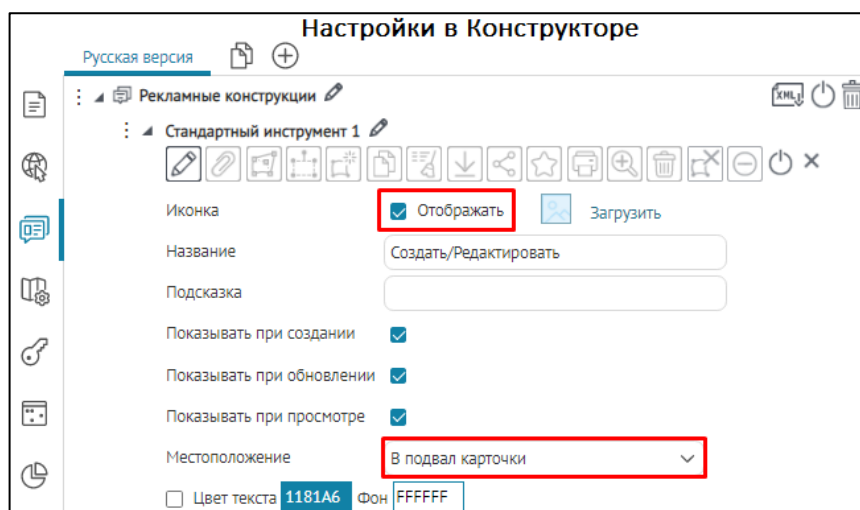 Настройки в Конструкторе
Русская версия
Рекламные конструкции
XML
Стандартный инструмент 1
Иконка Отображать Загрузить
Название Создать/Редактировать
Подсказка
Показывать при создании
Показывать при обновлении
Показывать при просмотре
Местоположение В подвал карточки
Цвет текста 1181A6 Фон FFFFFF